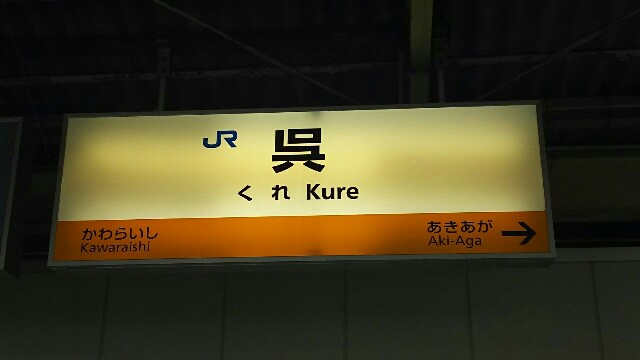 JR 呉
くれ Kure
かわらいし
Kawaraishi
あきあが
Aki-Aga